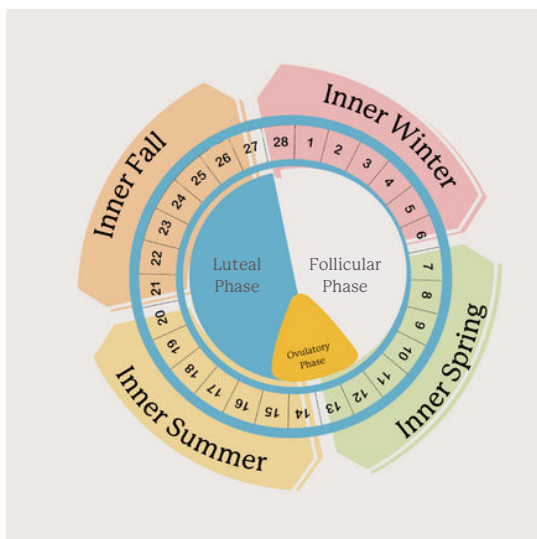 Inner Winter
Inner Spring
Inner Summer
Inner Fall
28
1
2
3
4
5
6
7
8
9
10
11
12
13
14
15
16
17
18
19
20
21
22
23
24
25
26
27
Luteal
Phase
Follicular
Phase
Ovulatory
Phase